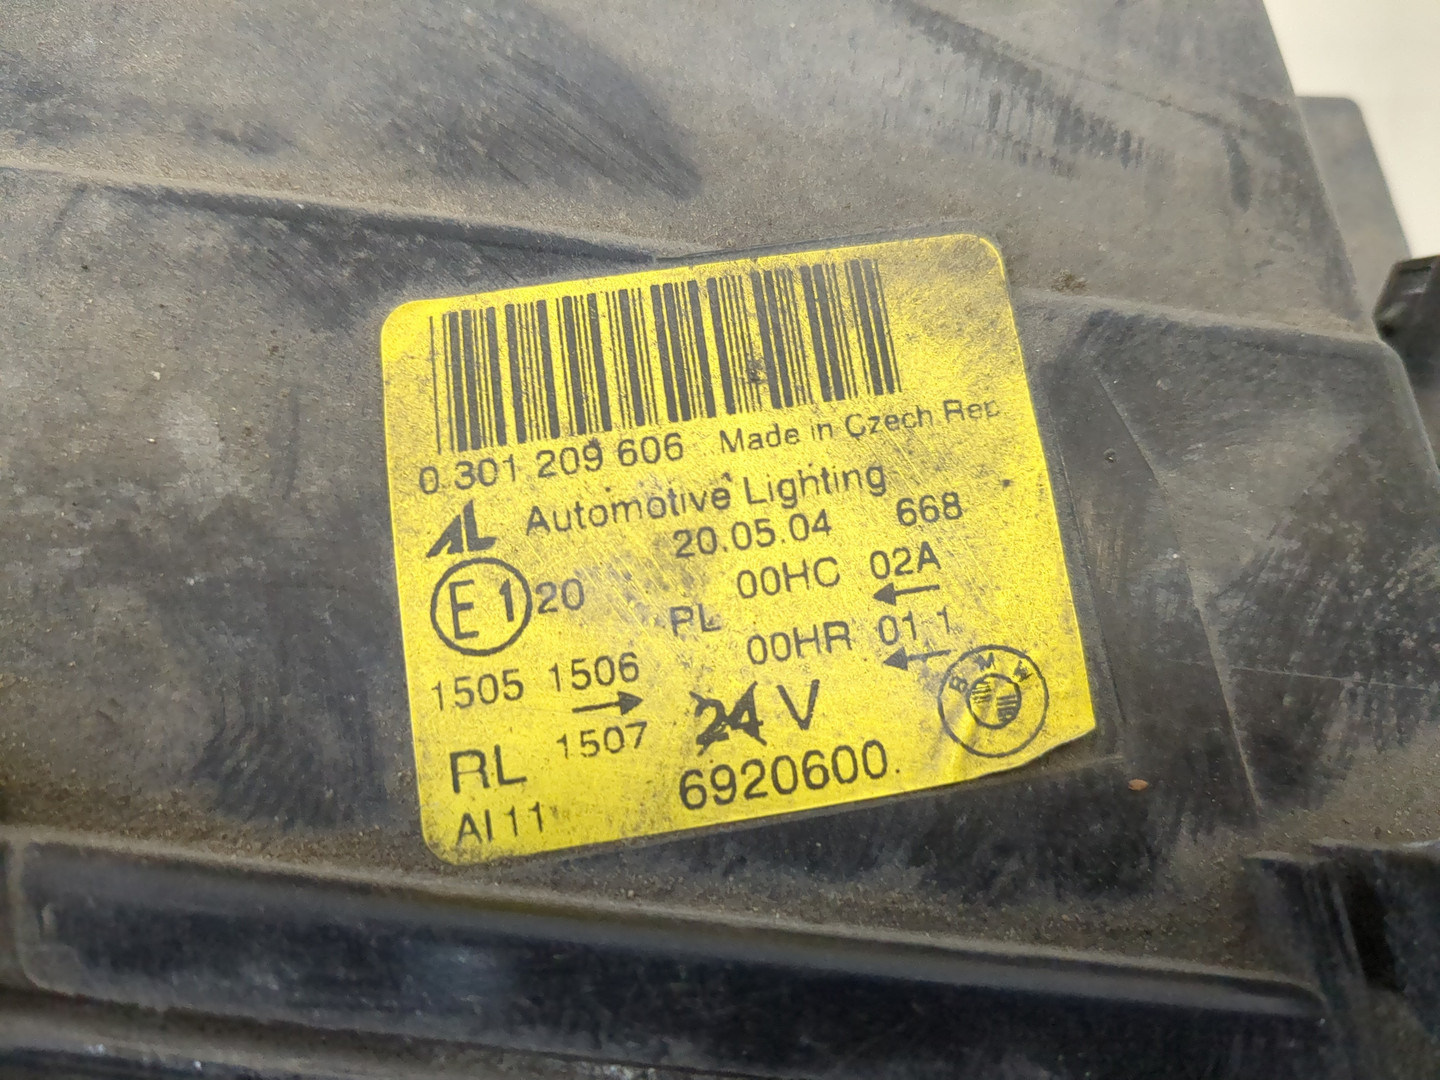 0 301 209 606 Made in Czech Rep
AL Automotive Lighting
20.05.04 668
E1 20 PL 00HC 02A
00HR 01 1
1505 1506
RL 1507 24 V
BMW
AI 11 6920600.